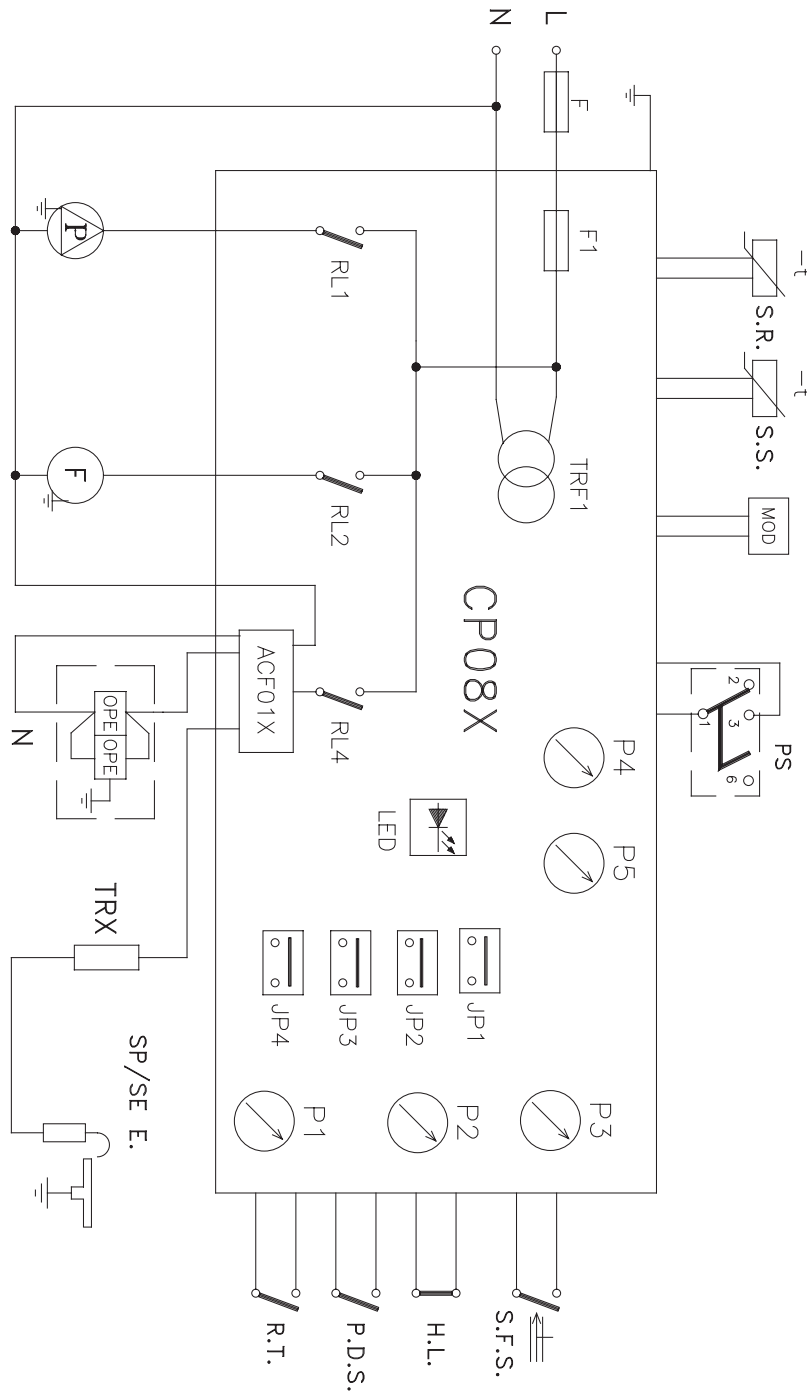 L
N
F
F1
-t
S.R.
-t
S.S.
MOD
2
3
1
6
PS
P
F
RL1
RL2
RL4
TRF1
CP08X
ACF01X
OPE
OPE
N
P4
P5
LED
TRX
JP1
JP2
JP3
JP4
SP/SE E.
P1
P2
P3
R.T.
P.D.S.
H.L.
S.F.S.